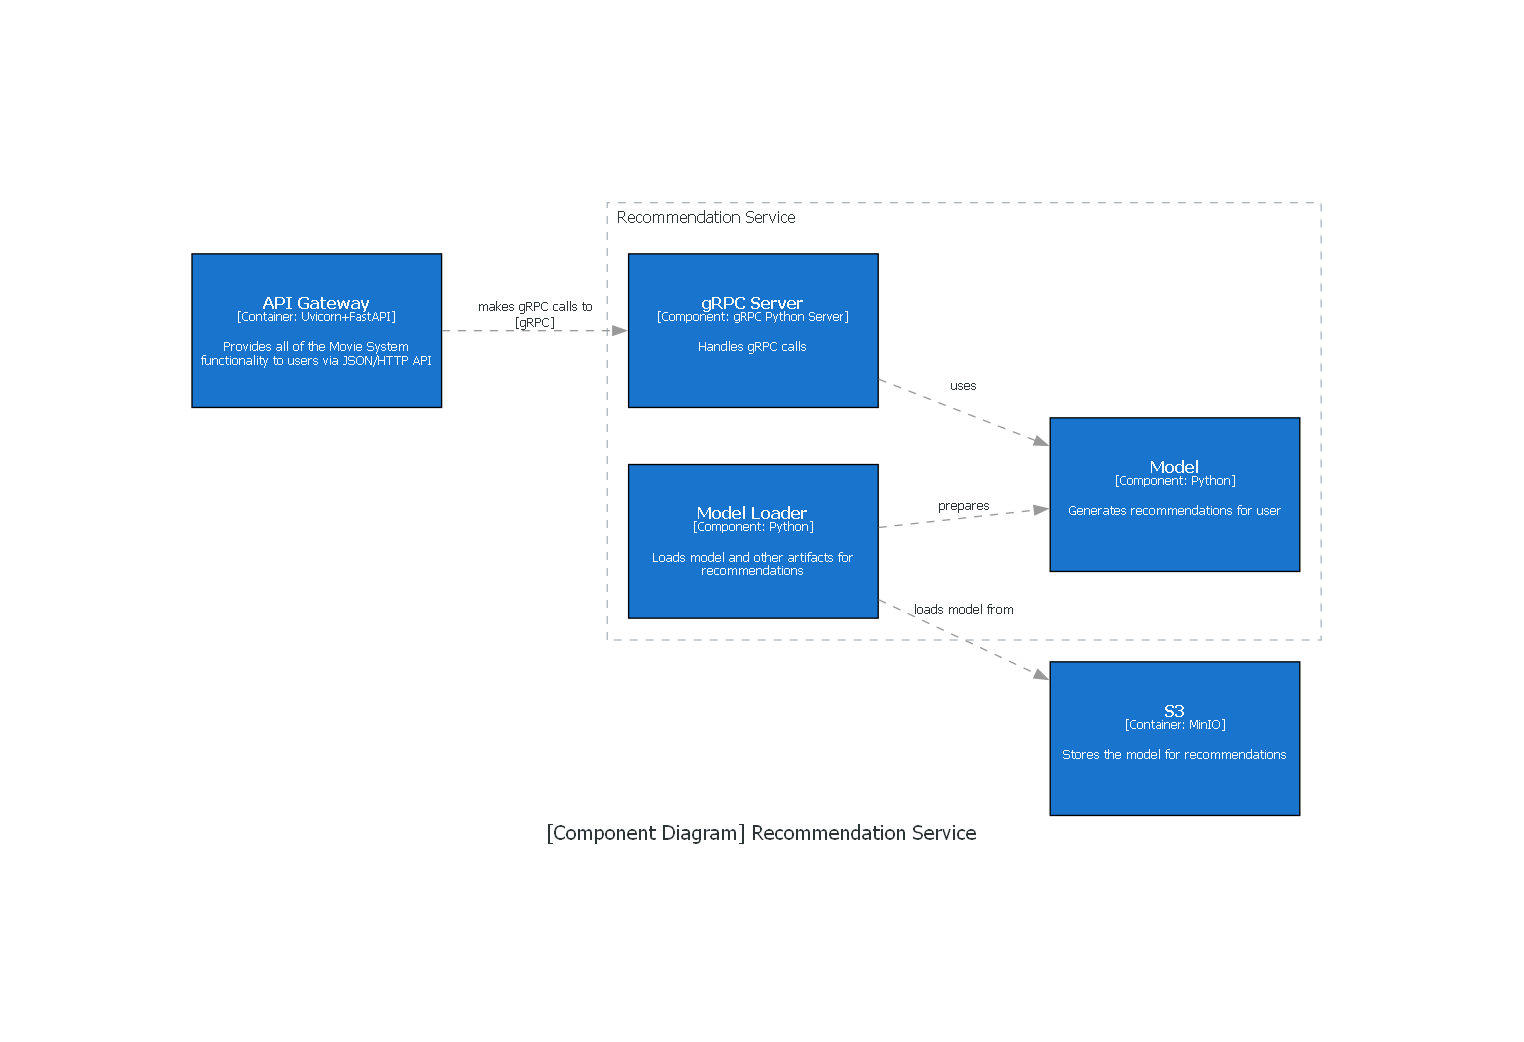 Recommendation Service
API Gateway
[Container: Uvicorn+FastAPI]
Provides all of the Movie System
functionality to users via JSON/HTTP API
makes gRPC calls to
[gRPC]
gRPC Server
[Component: gRPC Python Server]
Handles gRPC calls
uses
Model
[Component: Python]
Generates recommendations for user
Model Loader
[Component: Python]
Loads model and other artifacts for
recommendations
prepares
loads model from
S3
[Container: MinIO]
Stores the model for recommendations
[Component Diagram] Recommendation Service